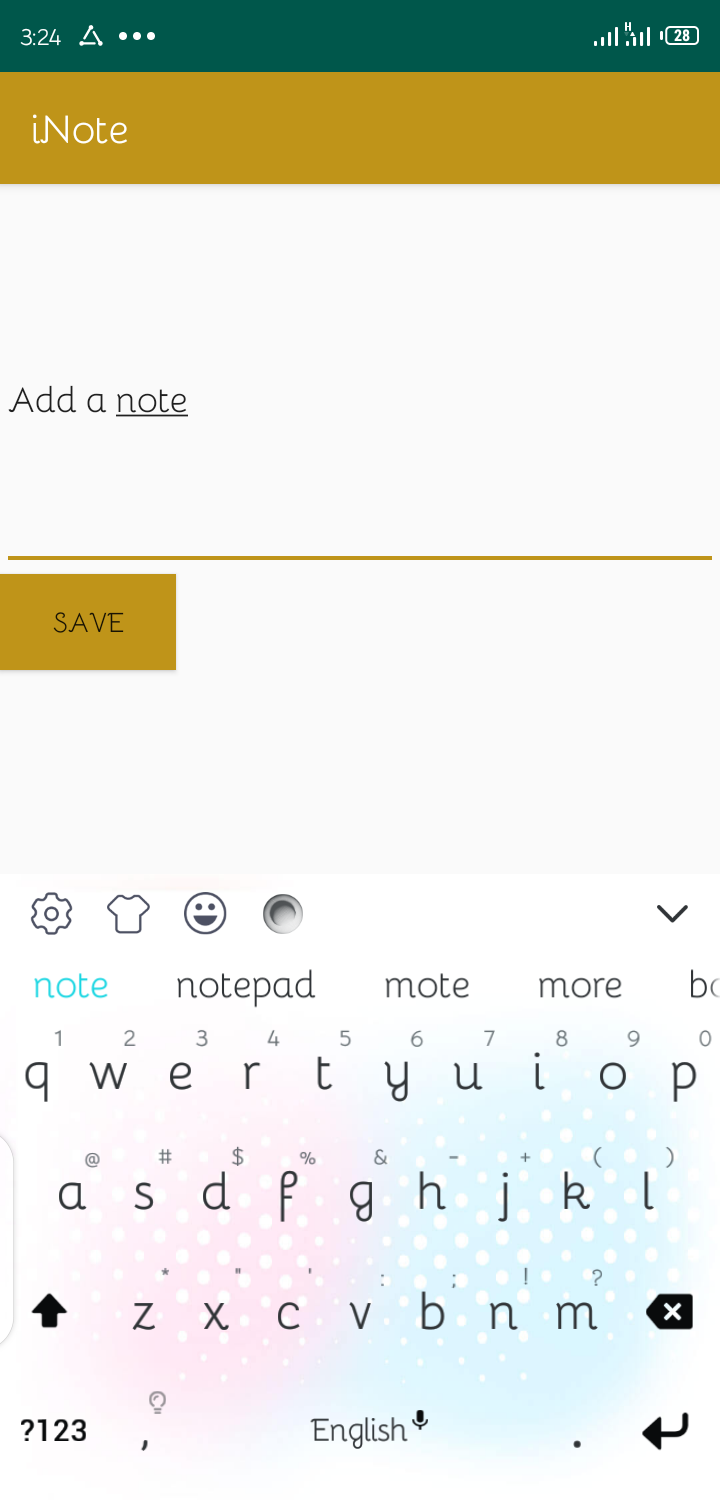 3:24 H 28
iNote
Add a note
SAVE
note notepad mote more bo
1 2 3 4 5 6 7 8 9 0
q w e r t y u i o p
@ # $ % & - + ( )
a s d f g h j k l
* " ' : ; ! ?
z x c v b n m
?123 , English .